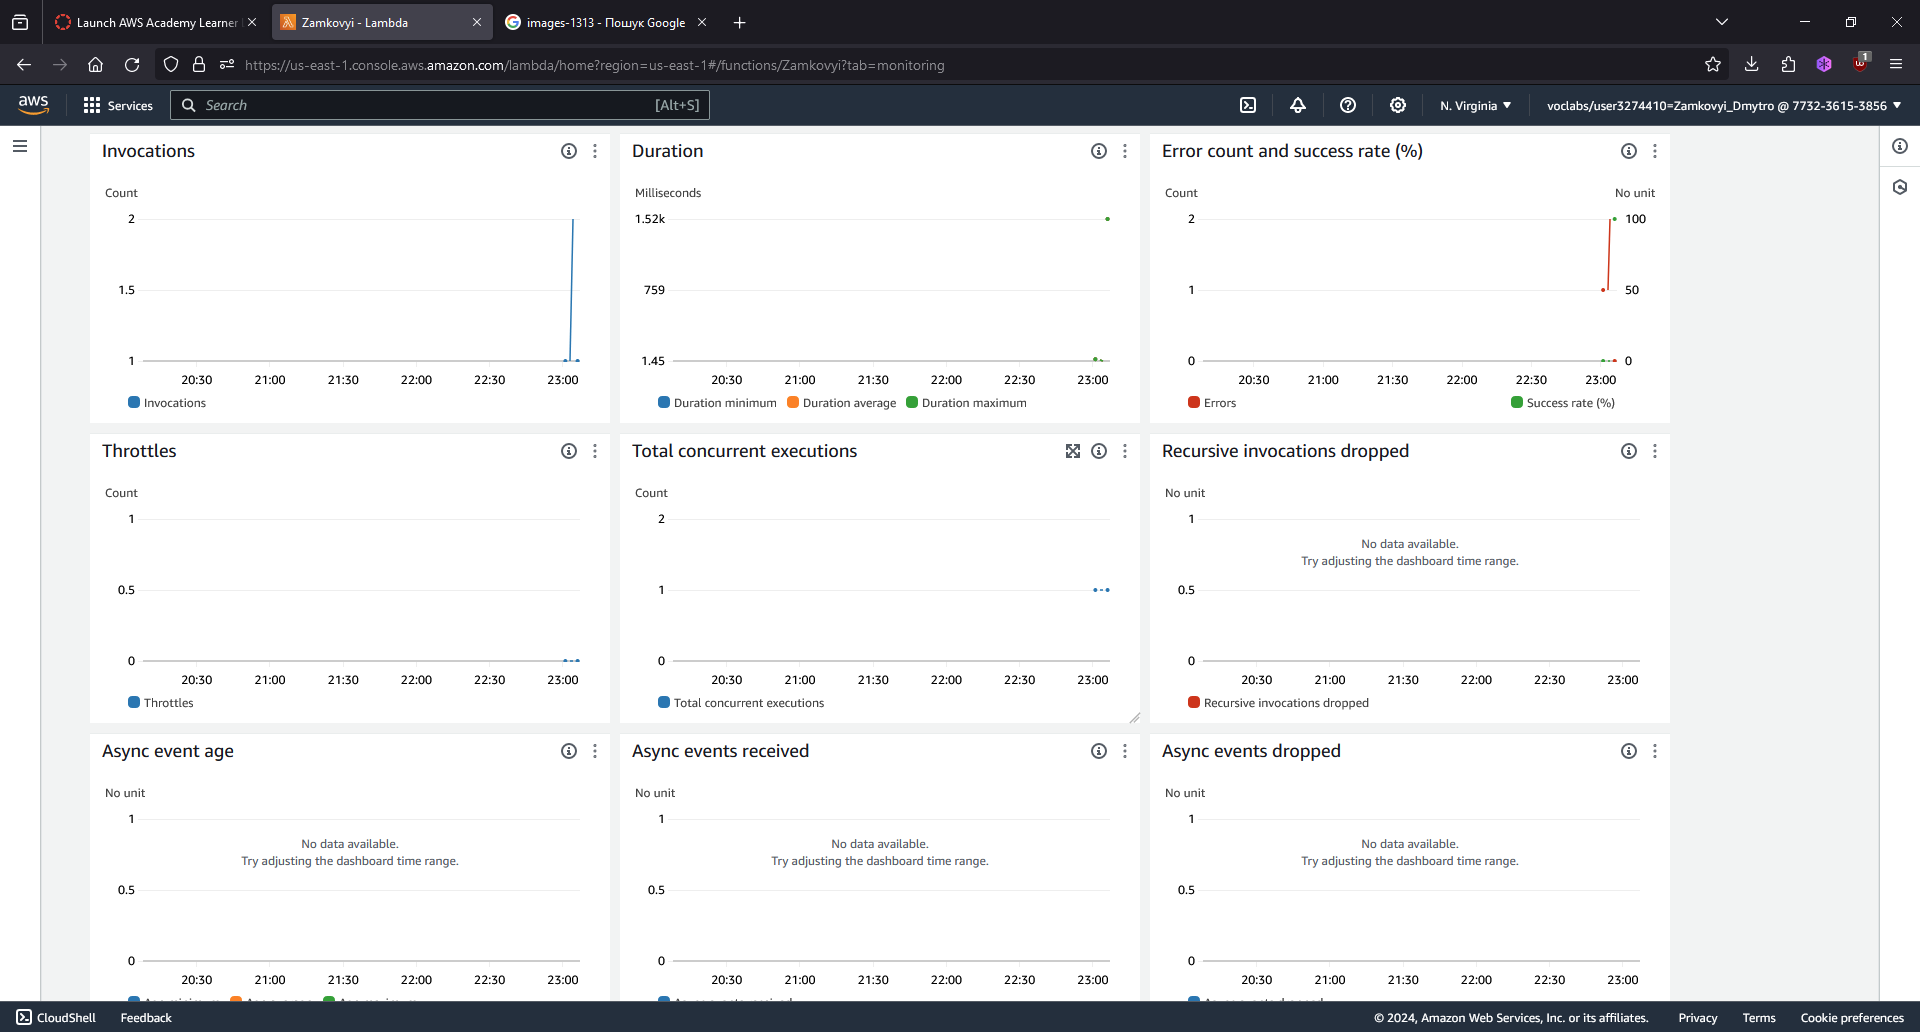 Launch AWS Academy Learner
Zamkovyi - Lambda
images-1313 - Пошук Google
https://us-east-1.console.aws.amazon.com/lambda/home?region=us-east-1#/functions/Zamkovyi?tab=monitoring
1
aws
Services
Search
[Alt+S]
N. Virginia
voclabs/user3274410=Zamkovyi_Dmytro @ 7732-3615-3856
Invocations
Count
2
1.5
1
20:30 21:00 21:30 22:00 22:30 23:00
Invocations
Duration
Milliseconds
1.52k
759
1.45
20:30 21:00 21:30 22:00 22:30 23:00
Duration minimum Duration average Duration maximum
Error count and success rate (%)
Count No unit
2 100
1 50
0 0
20:30 21:00 21:30 22:00 22:30 23:00
Errors Success rate (%)
Throttles
Count
1
0.5
0
20:30 21:00 21:30 22:00 22:30 23:00
Throttles
Total concurrent executions
Count
2
1
0
20:30 21:00 21:30 22:00 22:30 23:00
Total concurrent executions
Recursive invocations dropped
No unit
1
No data available.
Try adjusting the dashboard time range.
0.5
0
20:30 21:00 21:30 22:00 22:30 23:00
Recursive invocations dropped
Async event age
No unit
1
No data available.
Try adjusting the dashboard time range.
0.5
0
20:30 21:00 21:30 22:00 22:30 23:00
Async events received
No unit
1
No data available.
Try adjusting the dashboard time range.
0.5
0
20:30 21:00 21:30 22:00 22:30 23:00
Async events dropped
No unit
1
No data available.
Try adjusting the dashboard time range.
0.5
0
20:30 21:00 21:30 22:00 22:30 23:00
CloudShell
Feedback
© 2024, Amazon Web Services, Inc. or its affiliates.
Privacy
Terms
Cookie preferences